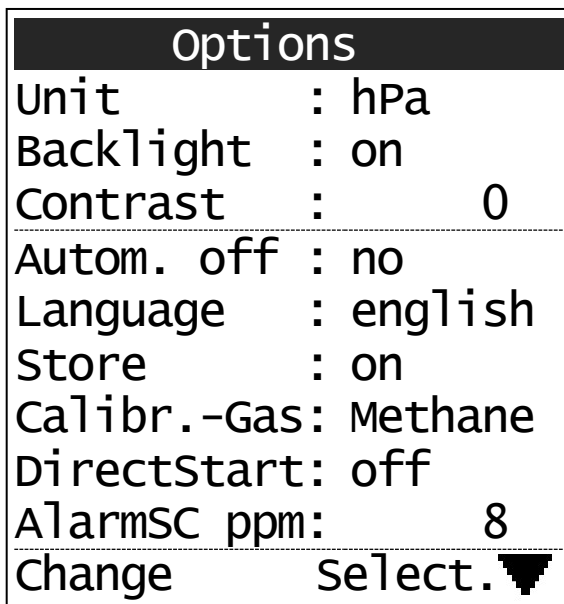 Options
Unit : hPa
Backlight : on
Contrast : 0
Autom. off : no
Language : english
Store : on
Calibr.-Gas: Methane
DirectStart: off
AlarmSC ppm: 8
Change Select.